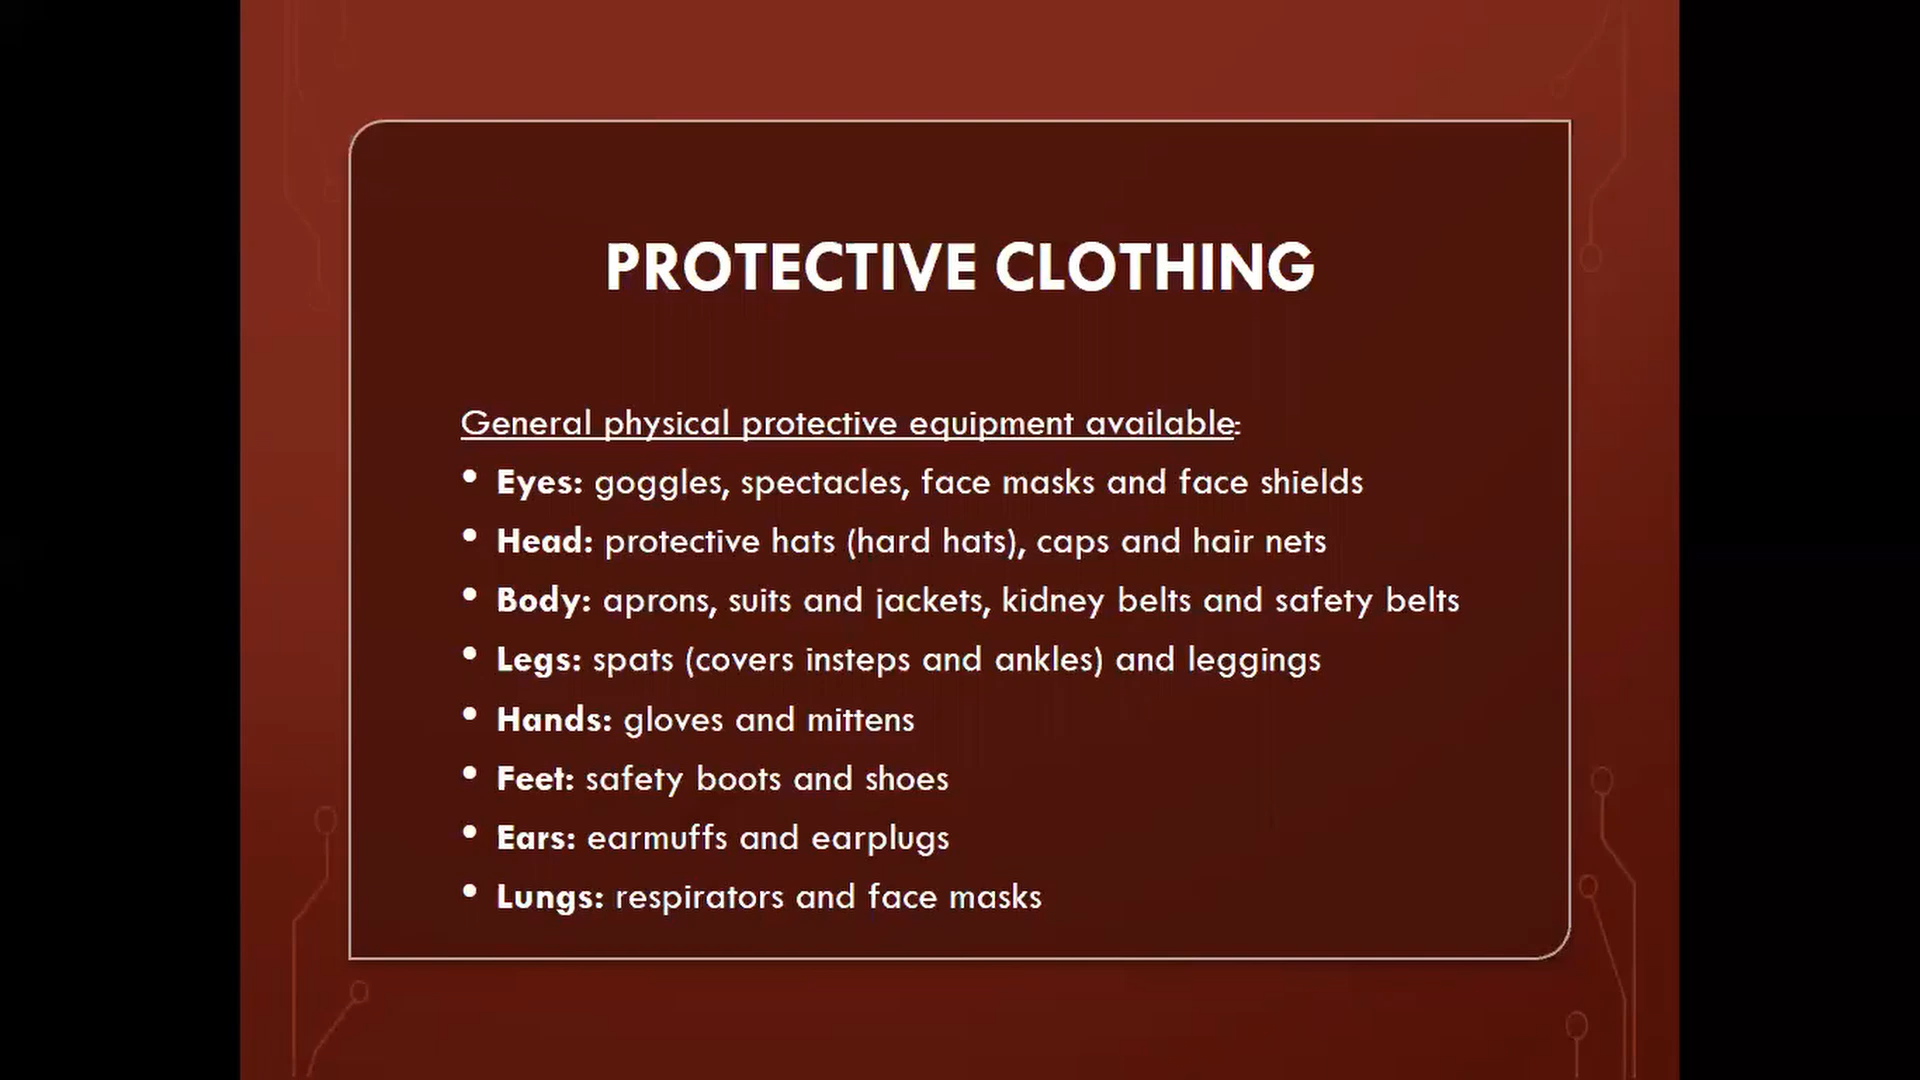 PROTECTIVE CLOTHING
General physical protective equipment available:
• Eyes: goggles, spectacles, face masks and face shields
• Head: protective hats (hard hats), caps and hair nets
• Body: aprons, suits and jackets, kidney belts and safety belts
• Legs: spats (covers insteps and ankles) and leggings
• Hands: gloves and mittens
• Feet: safety boots and shoes
• Ears: earmuffs and earplugs
• Lungs: respirators and face masks